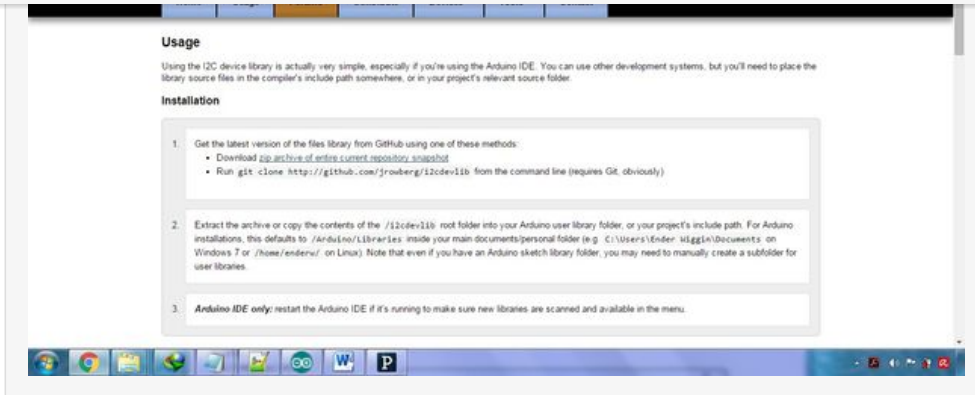 Usage
Using the I2C device library is actually very simple, especially if you're using the Arduino IDE. You can use other development systems, but you'll need to place the
library source files in the compiler's include path somewhere, or in your project's relevant source folder.
Installation
1. Get the latest version of the files library from GitHub using one of these methods:
• Download zip archive of entire current repository snapshot
• Run git clone http://github.com/jrowberg/i2cdevlib from the command line (requires Git, obviously)
2. Extract the archive or copy the contents of the /i2cdevlib root folder into your Arduino user library folder, or your project's include path. For Arduino
installations, this defaults to /Arduino/Libraries inside your main documents/personal folder (e.g. C:\Users\Ender Wiggin\Documents on
Windows 7 or /home/enderw/ on Linux). Note that even if you have an Arduino sketch library folder, you may need to manually create a subfolder for
user libraries.
3. Arduino IDE only: restart the Arduino IDE if it's running to make sure new libraries are scanned and available in the menu.
W
P